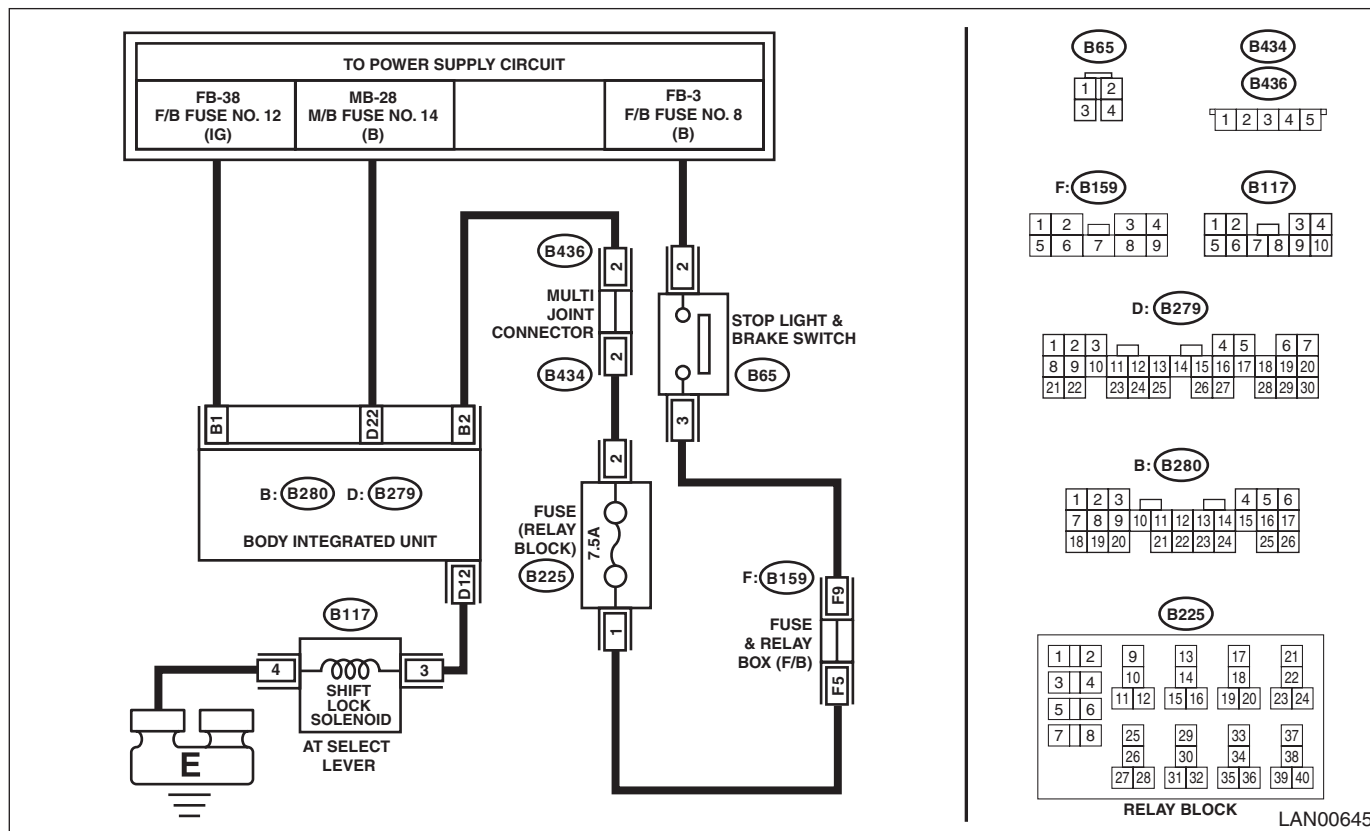 TO POWER SUPPLY CIRCUIT
FB-38
F/B FUSE NO. 12
(IG)
MB-28
M/B FUSE NO. 14
(B)
FB-3
F/B FUSE NO. 8
(B)
B436
2
MULTI
JOINT
CONNECTOR
2
B434
2
STOP LIGHT &
BRAKE SWITCH
B65
3
B1
D22
B2
B: B280 D: B279
BODY INTEGRATED UNIT
D12
2
FUSE
(RELAY
BLOCK)
7.5A
B225
1
F: B159
F9
FUSE
& RELAY
BOX (F/B)
F5
B117
4
3
SHIFT
LOCK
SOLENOID
AT SELECT
LEVER
E
B65
1 2
3 4
B434
B436
1 2 3 4 5
F: B159
1 2 3 4
5 6 7 8 9
B117
1 2 3 4
5 6 7 8 9 10
D: B279
1 2 3 4 5 6 7
8 9 10 11 12 13 14 15 16 17 18 19 20
21 22 23 24 25 26 27 28 29 30
B: B280
1 2 3 4 5 6
7 8 9 10 11 12 13 14 15 16 17
18 19 20 21 22 23 24 25 26
B225
1 2 9 13 17 21
3 4 10 14 18 22
11 12 15 16 19 20 23 24
5 6
7 8 25 29 33 37
26 30 34 38
27 28 31 32 35 36 39 40
RELAY BLOCK
LAN00645